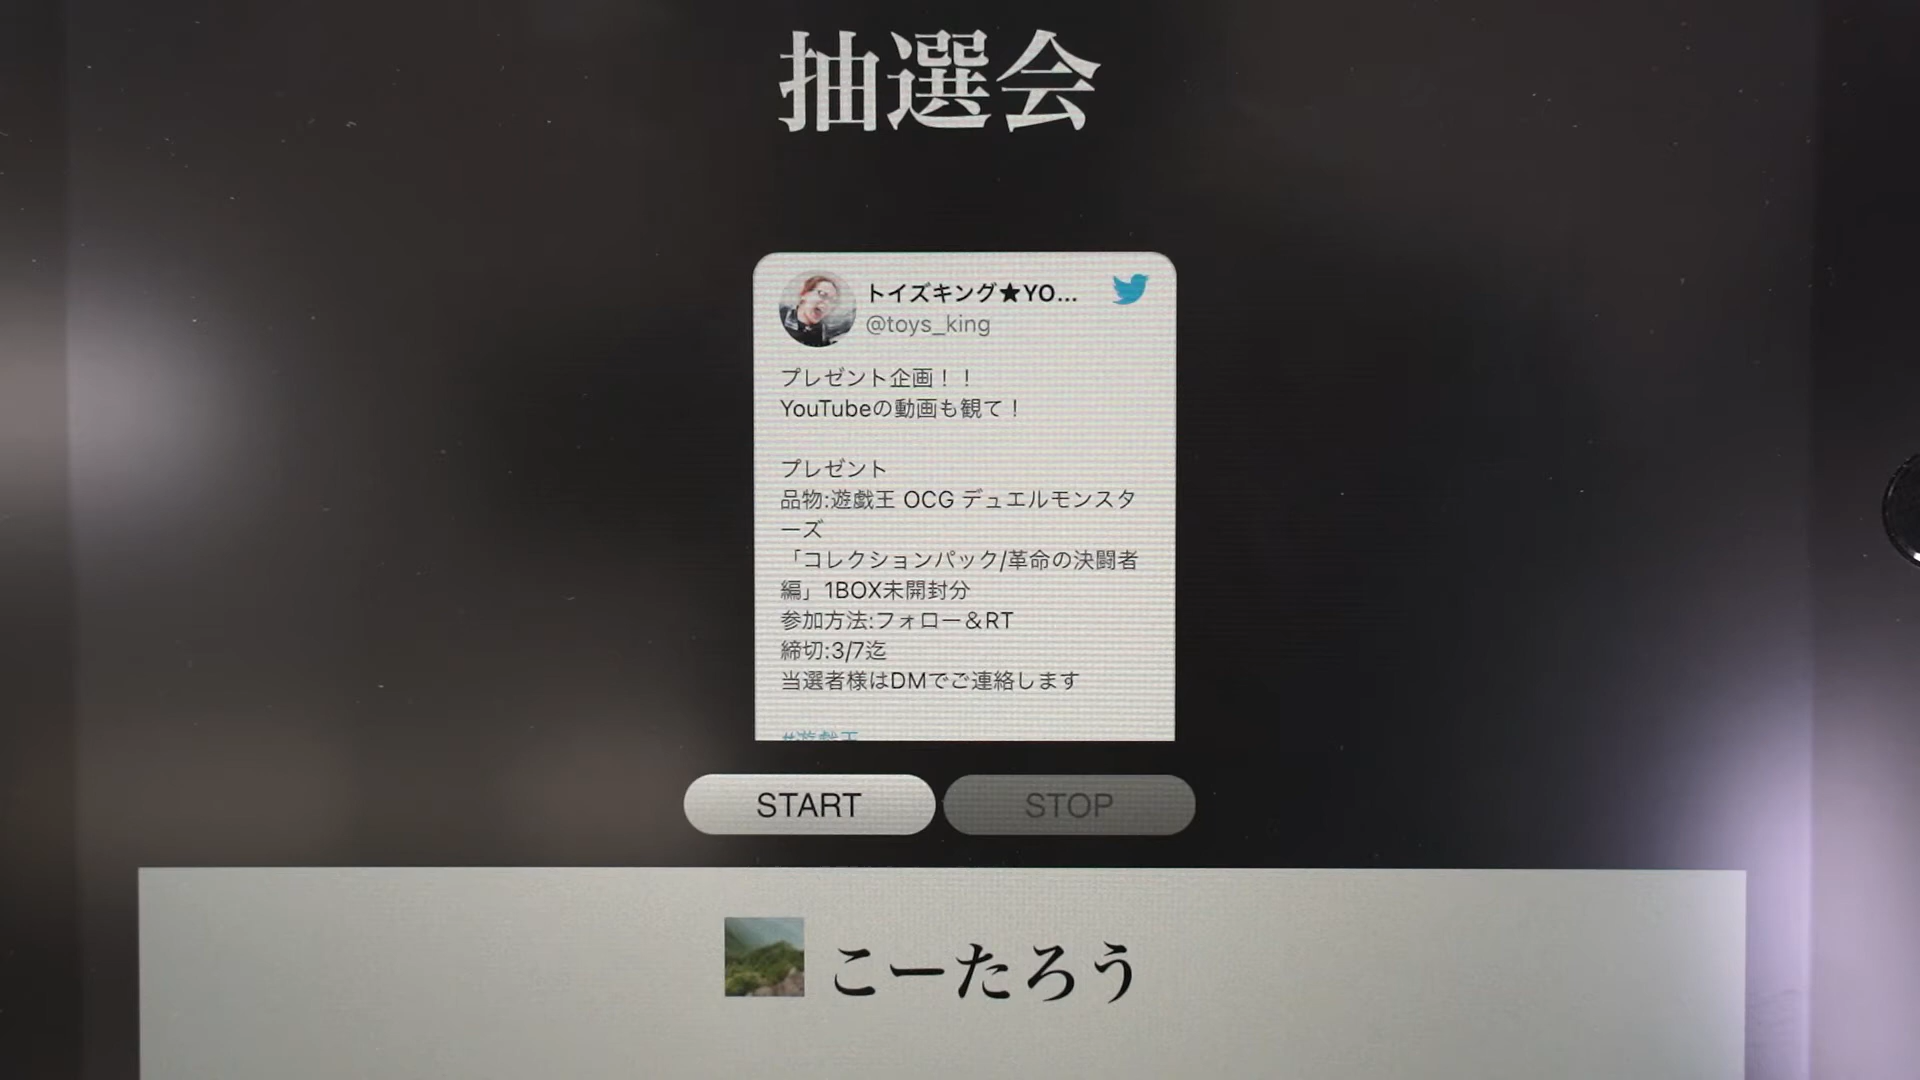 抽選会
トイズキング★YO...
@toys_king
プレゼント企画！！
YouTubeの動画も観て！
プレゼント
品物:遊戯王 OCG デュエルモンスタ
ーズ
「コレクションパック/革命の決闘者
編」1BOX未開封分
参加方法:フォロー＆RT
締切:3/7迄
当選者様はDMでご連絡します
#遊戯王
START
STOP
こーたろう